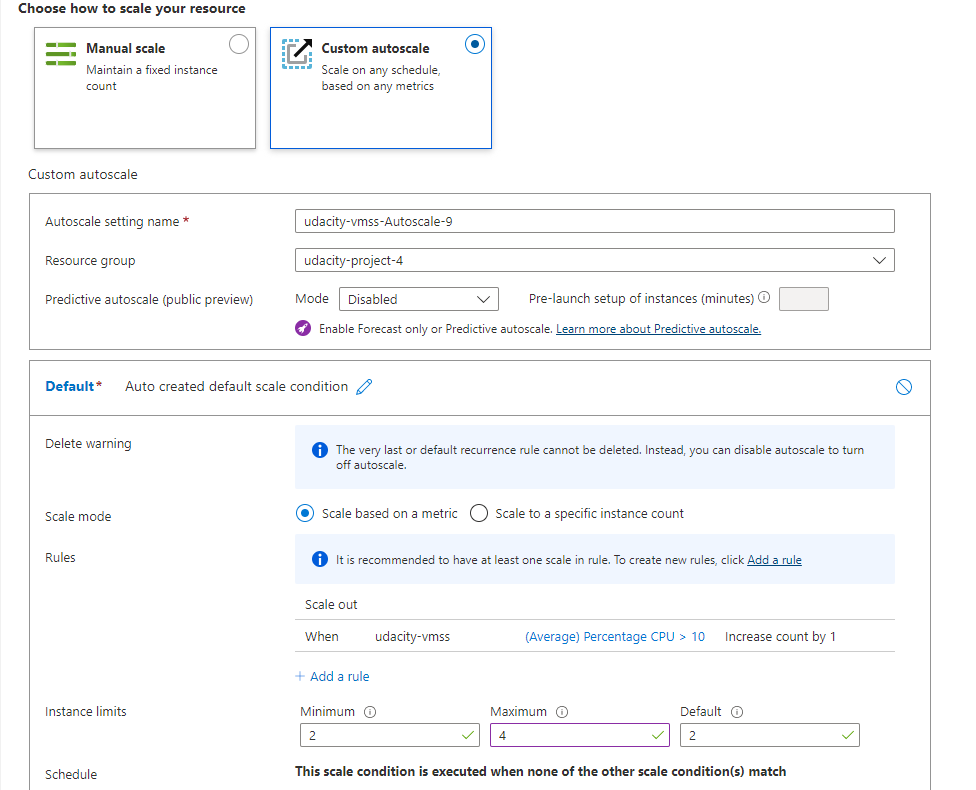 Choose how to scale your resource
Manual scale
Maintain a fixed instance
count
Custom autoscale
Scale on any schedule,
based on any metrics
Custom autoscale
Autoscale setting name *
udacity-vmss-Autoscale-9
Resource group
udacity-project-4
Predictive autoscale (public preview)
Mode
Disabled
Pre-launch setup of instances (minutes)
Enable Forecast only or Predictive autoscale. Learn more about Predictive autoscale.
Default*
Auto created default scale condition
Delete warning
The very last or default recurrence rule cannot be deleted. Instead, you can disable autoscale to turn
off autoscale.
Scale mode
Scale based on a metric
Scale to a specific instance count
Rules
It is recommended to have at least one scale in rule. To create new rules, click Add a rule
Scale out
When udacity-vmss (Average) Percentage CPU > 10 Increase count by 1
+ Add a rule
Instance limits
Minimum
2
Maximum
4
Default
2
Schedule
This scale condition is executed when none of the other scale condition(s) match